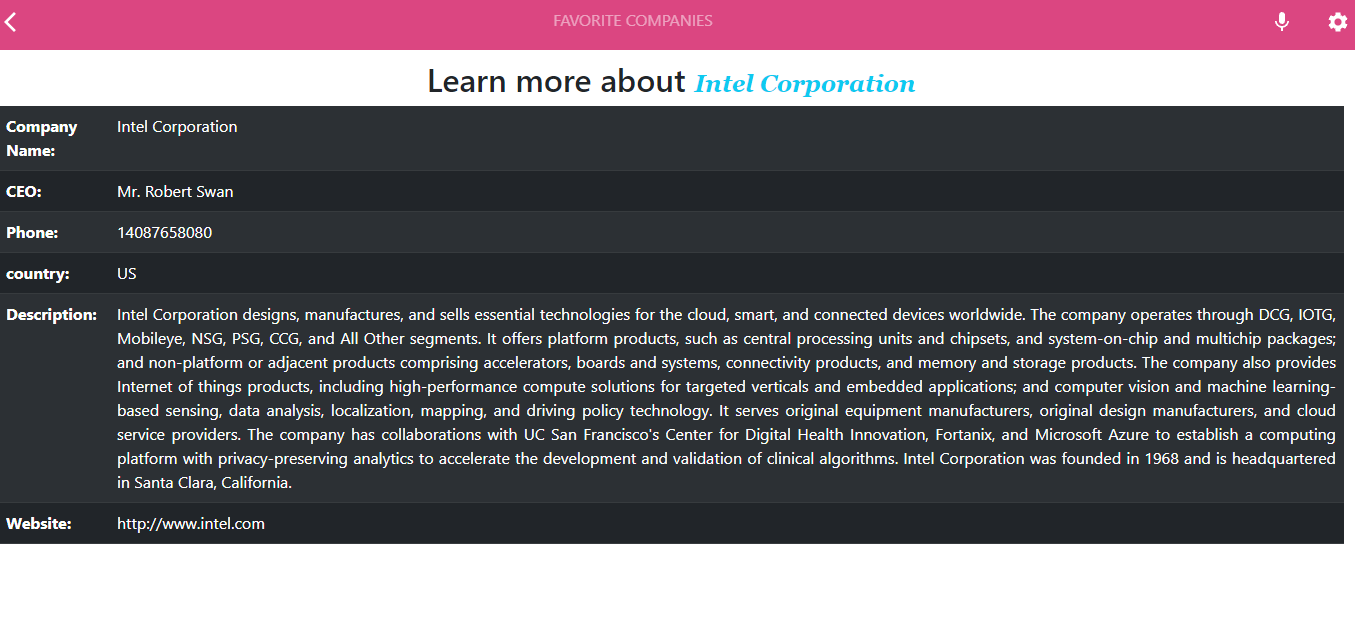 FAVORITE COMPANIES
Learn more about Intel Corporation
Company Intel Corporation
Name:
CEO: Mr. Robert Swan
Phone: 14087658080
country: US
Description: Intel Corporation designs, manufactures, and sells essential technologies for the cloud, smart, and connected devices worldwide. The company operates through DCG, IOTG,
Mobileye, NSG, PSG, CCG, and All Other segments. It offers platform products, such as central processing units and chipsets, and system-on-chip and multichip packages;
and non-platform or adjacent products comprising accelerators, boards and systems, connectivity products, and memory and storage products. The company also provides
Internet of things products, including high-performance compute solutions for targeted verticals and embedded applications; and computer vision and machine learning-
based sensing, data analysis, localization, mapping, and driving policy technology. It serves original equipment manufacturers, original design manufacturers, and cloud
service providers. The company has collaborations with UC San Francisco's Center for Digital Health Innovation, Fortanix, and Microsoft Azure to establish a computing
platform with privacy-preserving analytics to accelerate the development and validation of clinical algorithms. Intel Corporation was founded in 1968 and is headquartered
in Santa Clara, California.
Website: http://www.intel.com